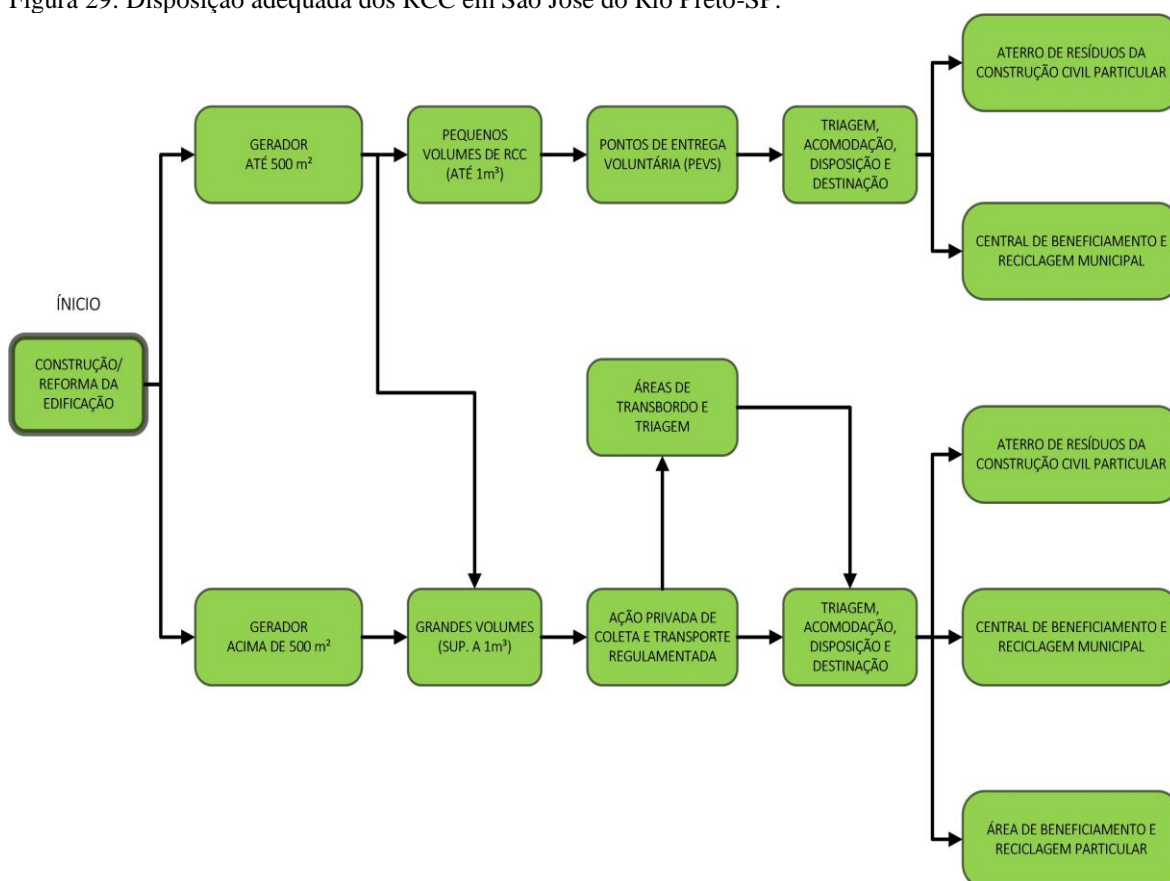 Figura 29: Disposição adequada dos RCC em São José do Rio Preto-SP.
ATERRO DE RESÍDUOS DA
CONSTRUÇÃO CIVIL PARTICULAR
GERADOR
ATÉ 500 m²
PEQUENOS
VOLUMES DE RCC
(ATÉ 1m³)
PONTOS DE ENTREGA
VOLUNTÁRIA (PEVS)
TRIAGEM,
ACOMODAÇÃO,
DISPOSIÇÃO E
DESTINAÇÃO
CENTRAL DE BENEFICIAMENTO E
RECICLAGEM MUNICIPAL
ÍNICIO
CONSTRUÇÃO/
REFORMA DA
EDIFICAÇÃO
ÁREAS DE
TRANSBORDO E
TRIAGEM
ATERRO DE RESÍDUOS DA
CONSTRUÇÃO CIVIL PARTICULAR
GERADOR
ACIMA DE 500 m²
GRANDES VOLUMES
(SUP. A 1m³)
AÇÃO PRIVADA DE
COLETA E TRANSPORTE
REGULAMENTADA
TRIAGEM,
ACOMODAÇÃO,
DISPOSIÇÃO E
DESTINAÇÃO
CENTRAL DE BENEFICIAMENTO E
RECICLAGEM MUNICIPAL
ÁREA DE BENEFICIAMENTO E
RECICLAGEM PARTICULAR